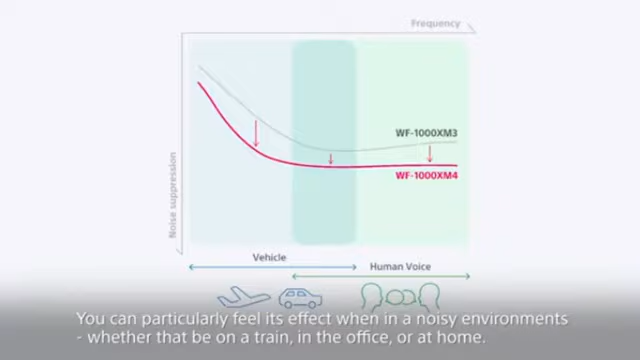 Frequency
Noise suppression
WF-1000XM3
WF-1000XM4
Vehicle
Human Voice
You can particularly feel its effect when in a noisy environments
- whether that be on a train, in the office, or at home.